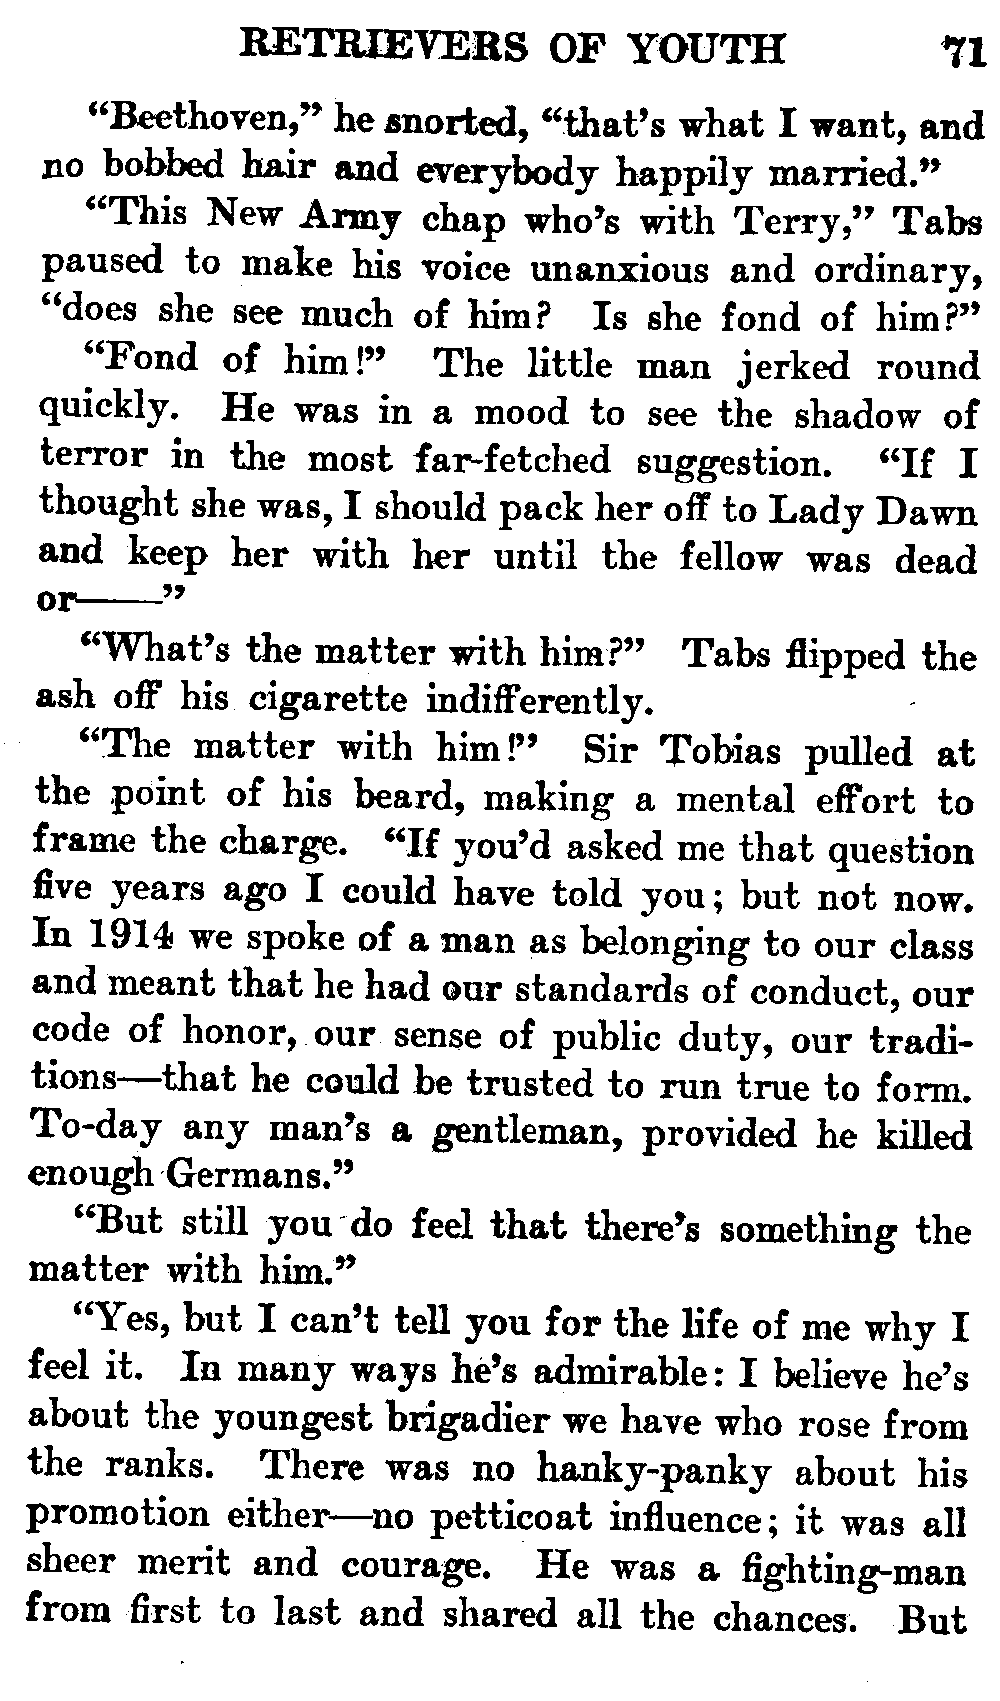 RETRIEVERS OF YOUTH 71
“Beethoven,” he snorted, “that’s what I want, and
no bobbed hair and everybody happily married.”
“This New Army chap who’s with Terry,” Tabs
paused to make his voice unanxious and ordinary,
“does she see much of him? Is she fond of him?”
“Fond of him!” The little man jerked round
quickly. He was in a mood to see the shadow of
terror in the most far-fetched suggestion. “If I
thought she was, I should pack her off to Lady Dawn
and keep her with her until the fellow was dead
or——”
“What’s the matter with him?” Tabs flipped the
ash off his cigarette indifferently.
“The matter with him!” Sir Tobias pulled at
the point of his beard, making a mental effort to
frame the charge. “If you’d asked me that question
five years ago I could have told you; but not now.
In 1914 we spoke of a man as belonging to our class
and meant that he had our standards of conduct, our
code of honor, our sense of public duty, our tradi-
tions—that he could be trusted to run true to form.
To-day any man’s a gentleman, provided he killed
enough Germans.”
“But still you do feel that there’s something the
matter with him.”
“Yes, but I can’t tell you for the life of me why I
feel it. In many ways he’s admirable: I believe he’s
about the youngest brigadier we have who rose from
the ranks. There was no hanky-panky about his
promotion either—no petticoat influence; it was all
sheer merit and courage. He was a fighting-man
from first to last and shared all the chances. But